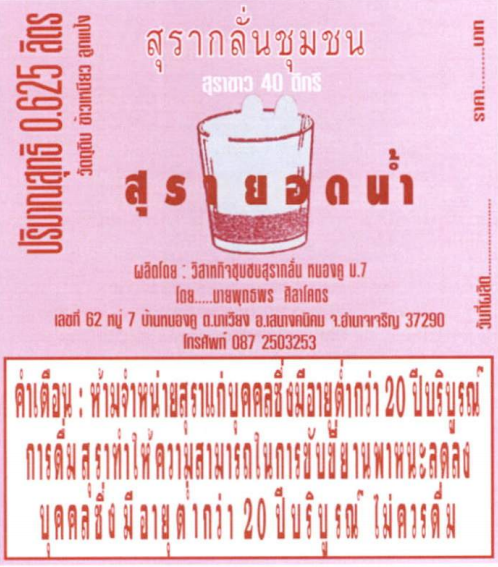 สุรากลั่นชุมชน
สุราขาว 40 ดีกรี
ปริมาณสุทธิ 0.625 ลิตร
วัตถุดิบ ข้าวเหนียว ลูกแป้ง
ราคา..........บาท
สุรายอดน้ำ
ผลิตโดย : วิสาหกิจชุมชนสุรากลั่น หนองคู ม.7
โดย.....นายพุทธพร ศิลาโคตร
เลขที่ 62 หมู่ 7 บ้านหนองคู ต.นาเวียง อ.เสนางคนิคม จ.อำนาจเจริญ 37290
โทรศัพท์ 087 2503253
วันที่ผลิต..........
คำเตือน : ห้ามจำหน่ายสุราแก่บุคคลซึ่งมีอายุต่ำกว่า 20 ปีบริบูรณ์
การดื่มสุราทำให้ความสามารถในการขับขี่ยานพาหนะลดลง
บุคคลซึ่งมีอายุต่ำกว่า 20 ปีบริบูรณ์ ไม่ควรดื่ม